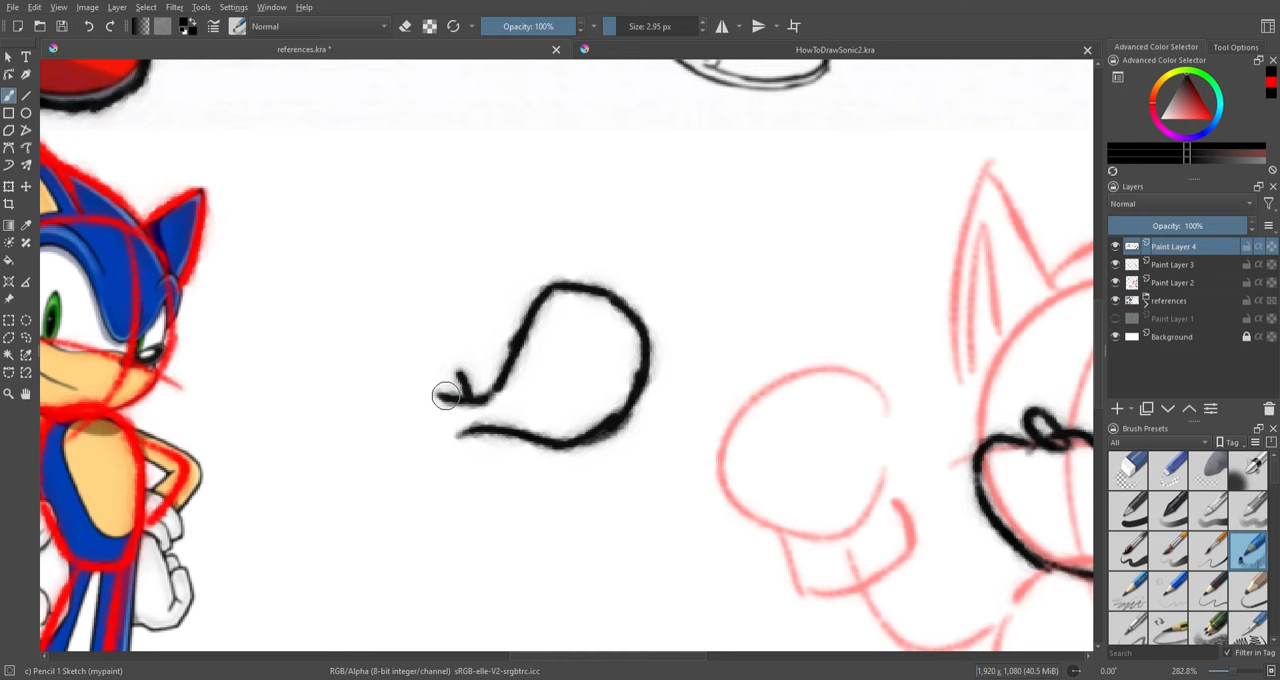 File Edit View Image Layer Select Filter Tools Settings Window Help
Normal Opacity: 100% Size: 2.95 px
references.kra * HowToDrawSonic2.kra
Advanced Color Selector Tool Options
Advanced Color Selector
Layers
Normal
Opacity: 100%
Paint Layer 4
Paint Layer 3
Paint Layer 2
references
Paint Layer 1
Background
Brush Presets
All Tag
Search Filter in Tag
c) Pencil 1 Sketch (mypaint) RGB/Alpha (8-bit integer/channel) sRGB-elle-V2-srgbtrc.icc 1,920 x 1,080 (40.5 MiB) 0.00° 282.8%